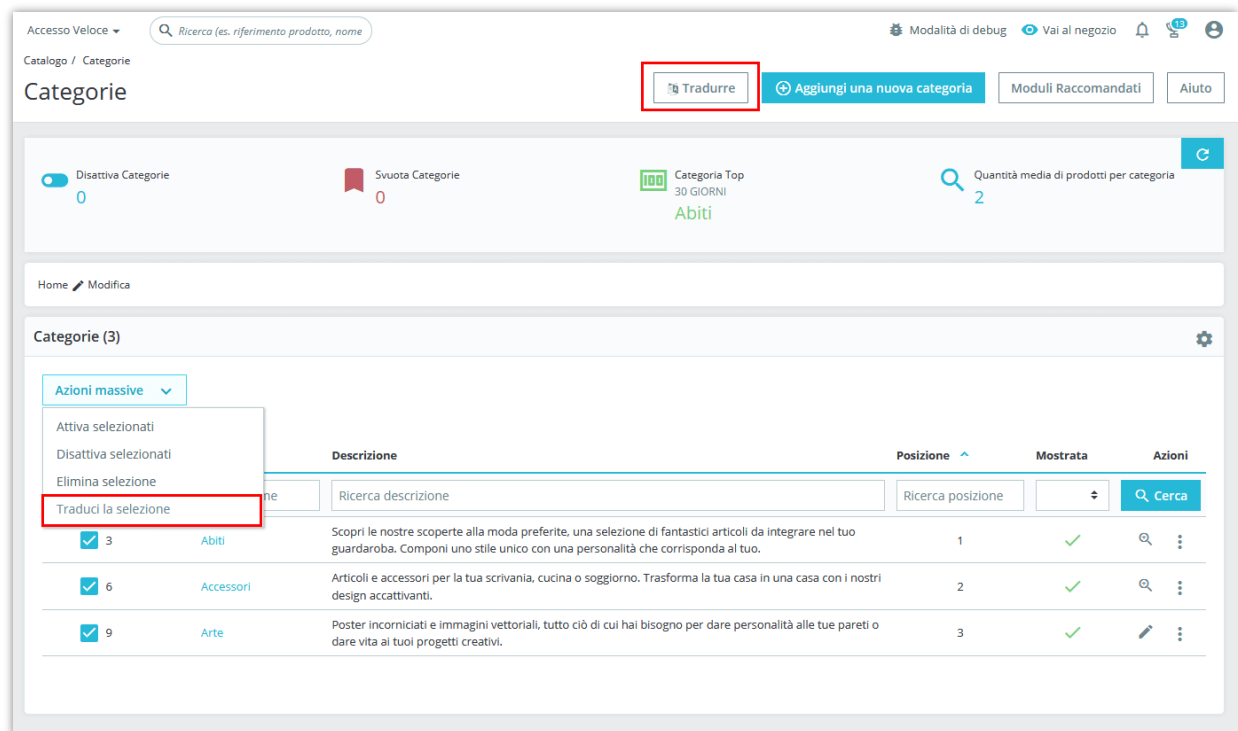 Accesso Veloce
Ricerca (es. riferimento prodotto, nome
Modalità di debug
Vai al negozio
13
Catalogo / Categorie
Categorie
Tradurre
Aggiungi una nuova categoria
Moduli Raccomandati
Aiuto
Disattiva Categorie
0
Svuota Categorie
0
100
Categoria Top
30 GIORNI
Abiti
Quantità media di prodotti per categoria
2
Home Modifica
Categorie (3)
Azioni massive
Attiva selezionati
Disattiva selezionati
Elimina selezione
Traduci la selezione
Descrizione
Posizione
Mostrata
Azioni
ne
Ricerca descrizione
Ricerca posizione
Cerca
3
Abiti
Scopri le nostre scoperte alla moda preferite, una selezione di fantastici articoli da integrare nel tuo
guardaroba. Componi uno stile unico con una personalità che corrisponda al tuo.
1
6
Accessori
Articoli e accessori per la tua scrivania, cucina o soggiorno. Trasforma la tua casa in una casa con i nostri
design accattivanti.
2
9
Arte
Poster incorniciati e immagini vettoriali, tutto ciò di cui hai bisogno per dare personalità alle tue pareti o
dare vita ai tuoi progetti creativi.
3